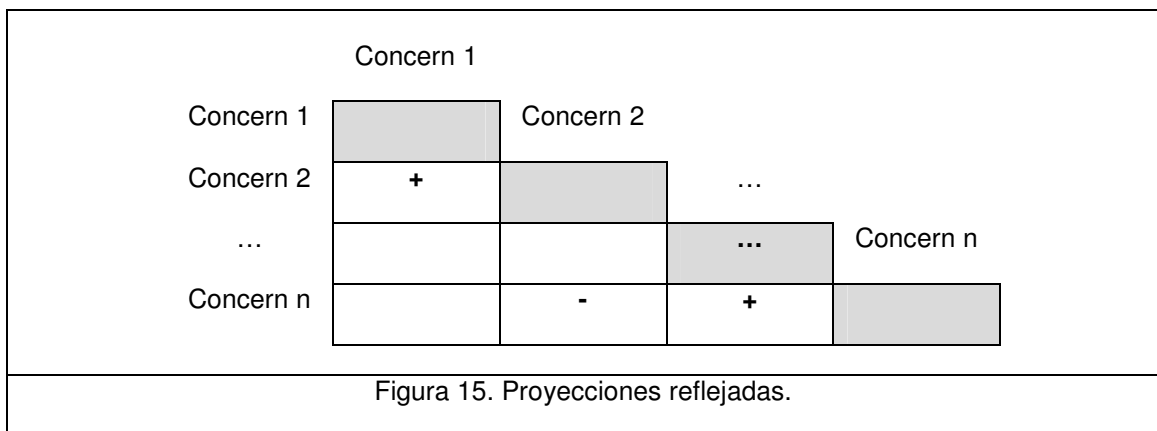 Concern 1
Concern 1 Concern 2
Concern 2 + …
… … Concern n
Concern n - +
Figura 15. Proyecciones reflejadas.